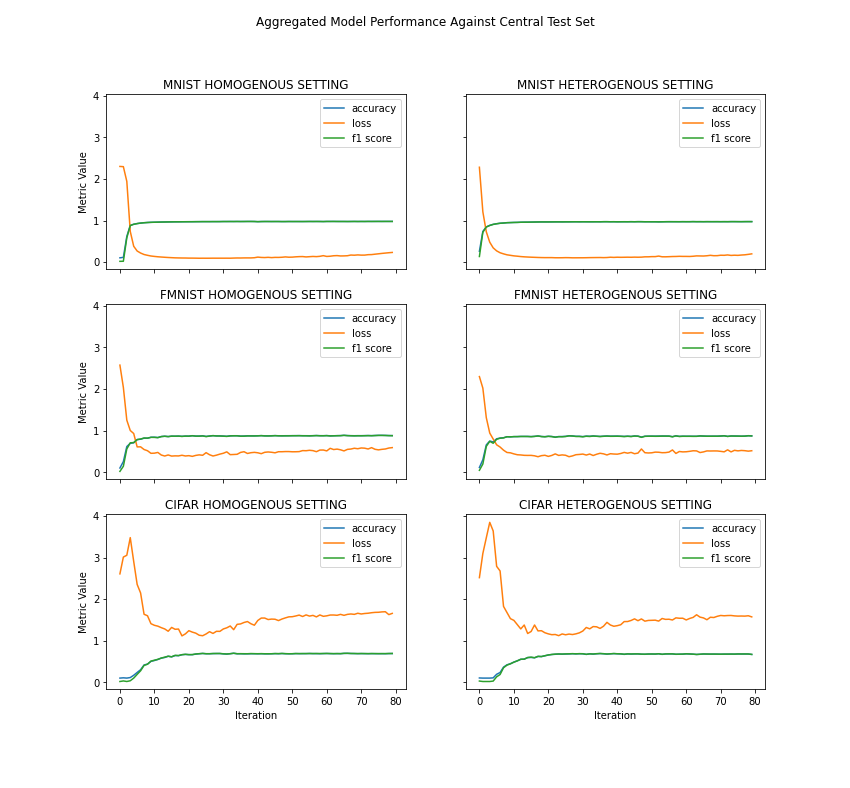 Aggregated Model Performance Against Central Test Set
MNIST HOMOGENOUS SETTING
4
3
2
1
0
Metric Value
accuracy
loss
f1 score
MNIST HETEROGENOUS SETTING
accuracy
loss
f1 score
FMNIST HOMOGENOUS SETTING
4
3
2
1
0
Metric Value
accuracy
loss
f1 score
FMNIST HETEROGENOUS SETTING
accuracy
loss
f1 score
CIFAR HOMOGENOUS SETTING
4
3
2
1
0
Metric Value
accuracy
loss
f1 score
0 10 20 30 40 50 60 70 80
Iteration
CIFAR HETEROGENOUS SETTING
accuracy
loss
f1 score
0 10 20 30 40 50 60 70 80
Iteration